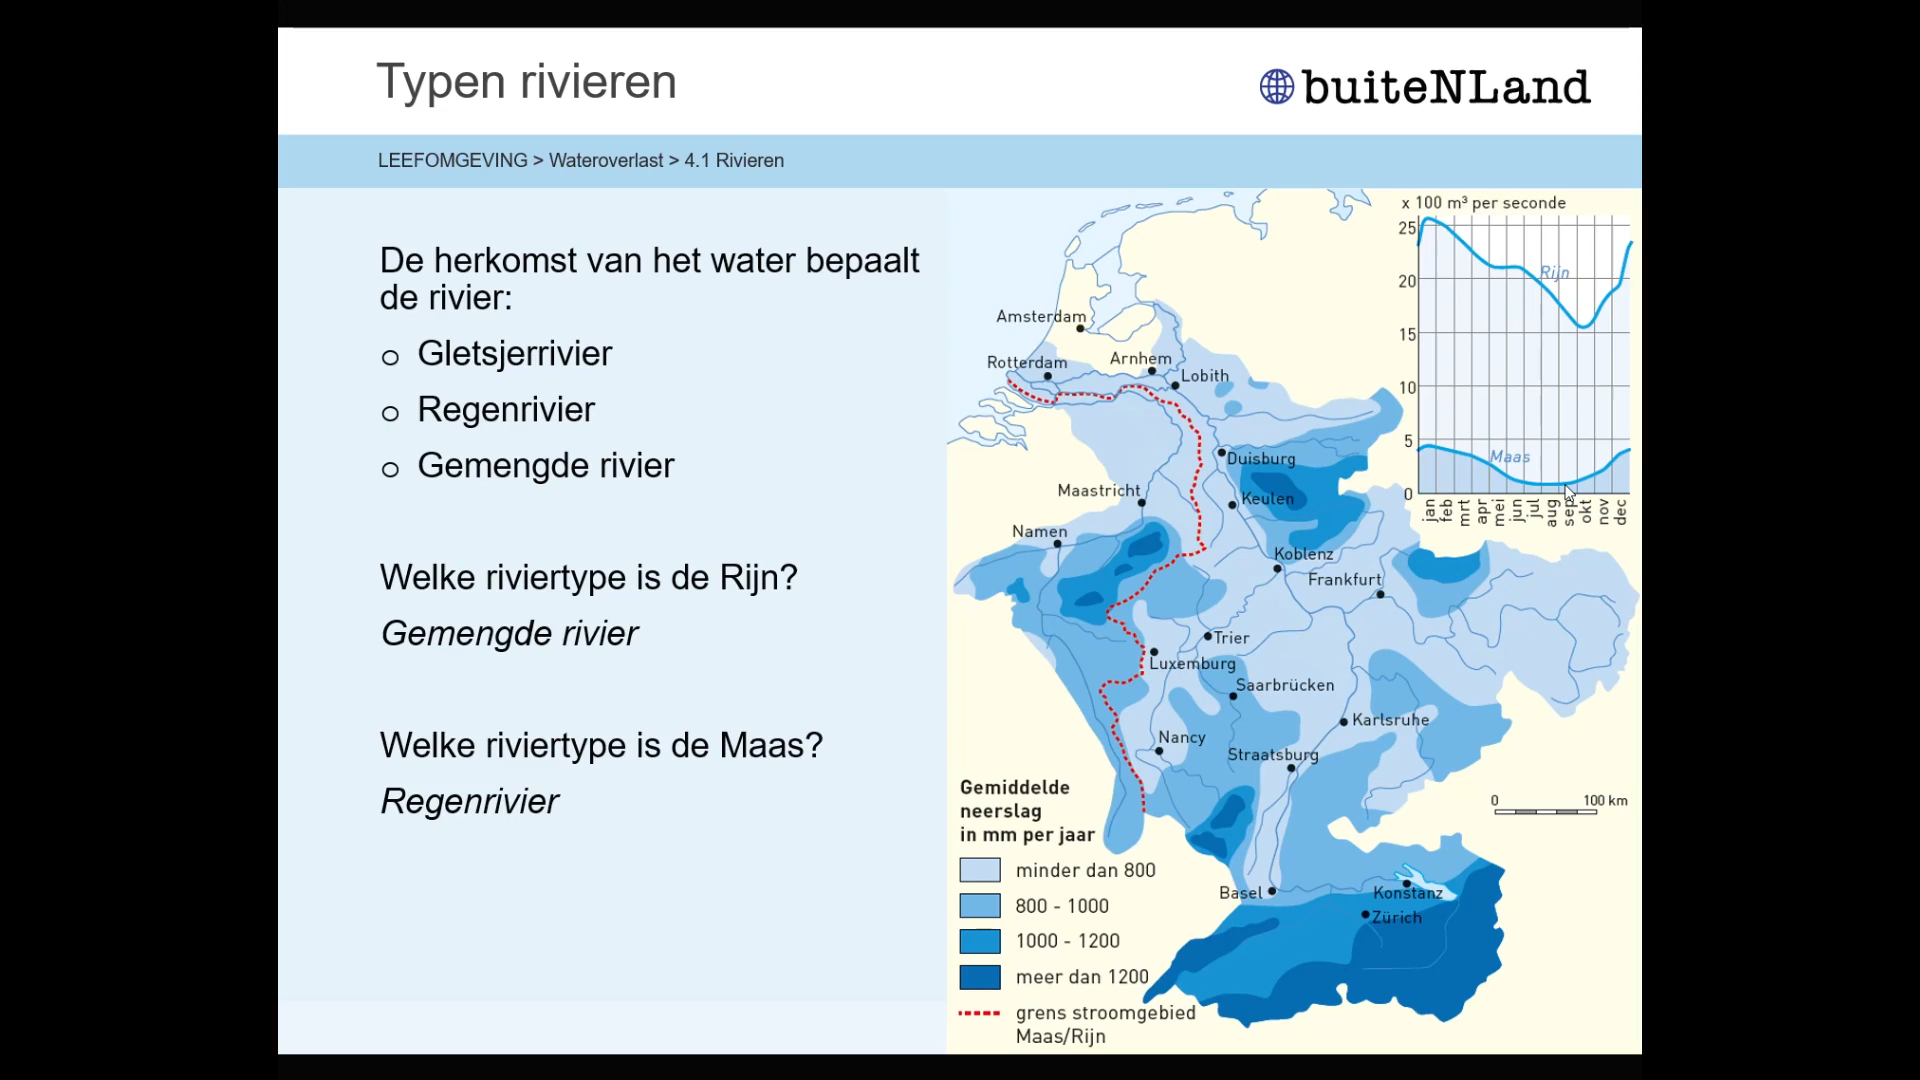 Typen rivieren
buiteNLand
LEEFOMGEVING > Wateroverlast > 4.1 Rivieren
De herkomst van het water bepaalt
de rivier:
o Gletsjerrivier
o Regenrivier
o Gemengde rivier
Welke riviertype is de Rijn?
Gemengde rivier
Welke riviertype is de Maas?
Regenrivier
x 100 m³ per seconde
25
20
15
10
5
0
Rijn
Maas
jan
feb
mrt
apr
mei
jun
jul
aug
sep
okt
nov
dec
Amsterdam
Rotterdam
Arnhem
Lobith
Duisburg
Maastricht
Keulen
Namen
Koblenz
Frankfurt
Trier
Luxemburg
Saarbrücken
Karlsruhe
Nancy
Straatsburg
Basel
Konstanz
Zürich
0 100 km
Gemiddelde
neerslag
in mm per jaar
minder dan 800
800 - 1000
1000 - 1200
meer dan 1200
grens stroomgebied
Maas/Rijn